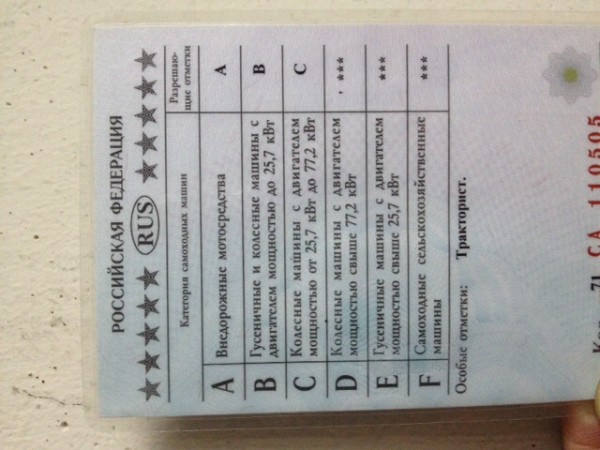 РОССИЙСКАЯ ФЕДЕРАЦИЯ
RUS
Категория самоходных машин Разрешаю-
щие отметки
A Внедорожные мотосредства A
B Гусеничные и колесные машины с
двигателем мощностью до 25,7 кВт B
C Колесные машины с двигателем
мощностью от 25,7 кВт до 77,2 кВт C
D Колесные машины с двигателем
мощностью свыше 77,2 кВт ***
E Гусеничные машины с двигателем
мощностью свыше 25,7 кВт ***
F Самоходные сельскохозяйственные
машины ***
Особые отметки: Тракторист.
Код 71 СА 110505